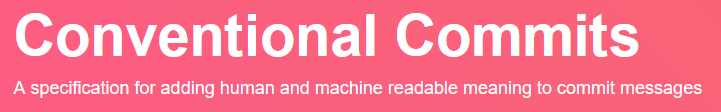 Conventional Commits
A specification for adding human and machine readable meaning to commit messages